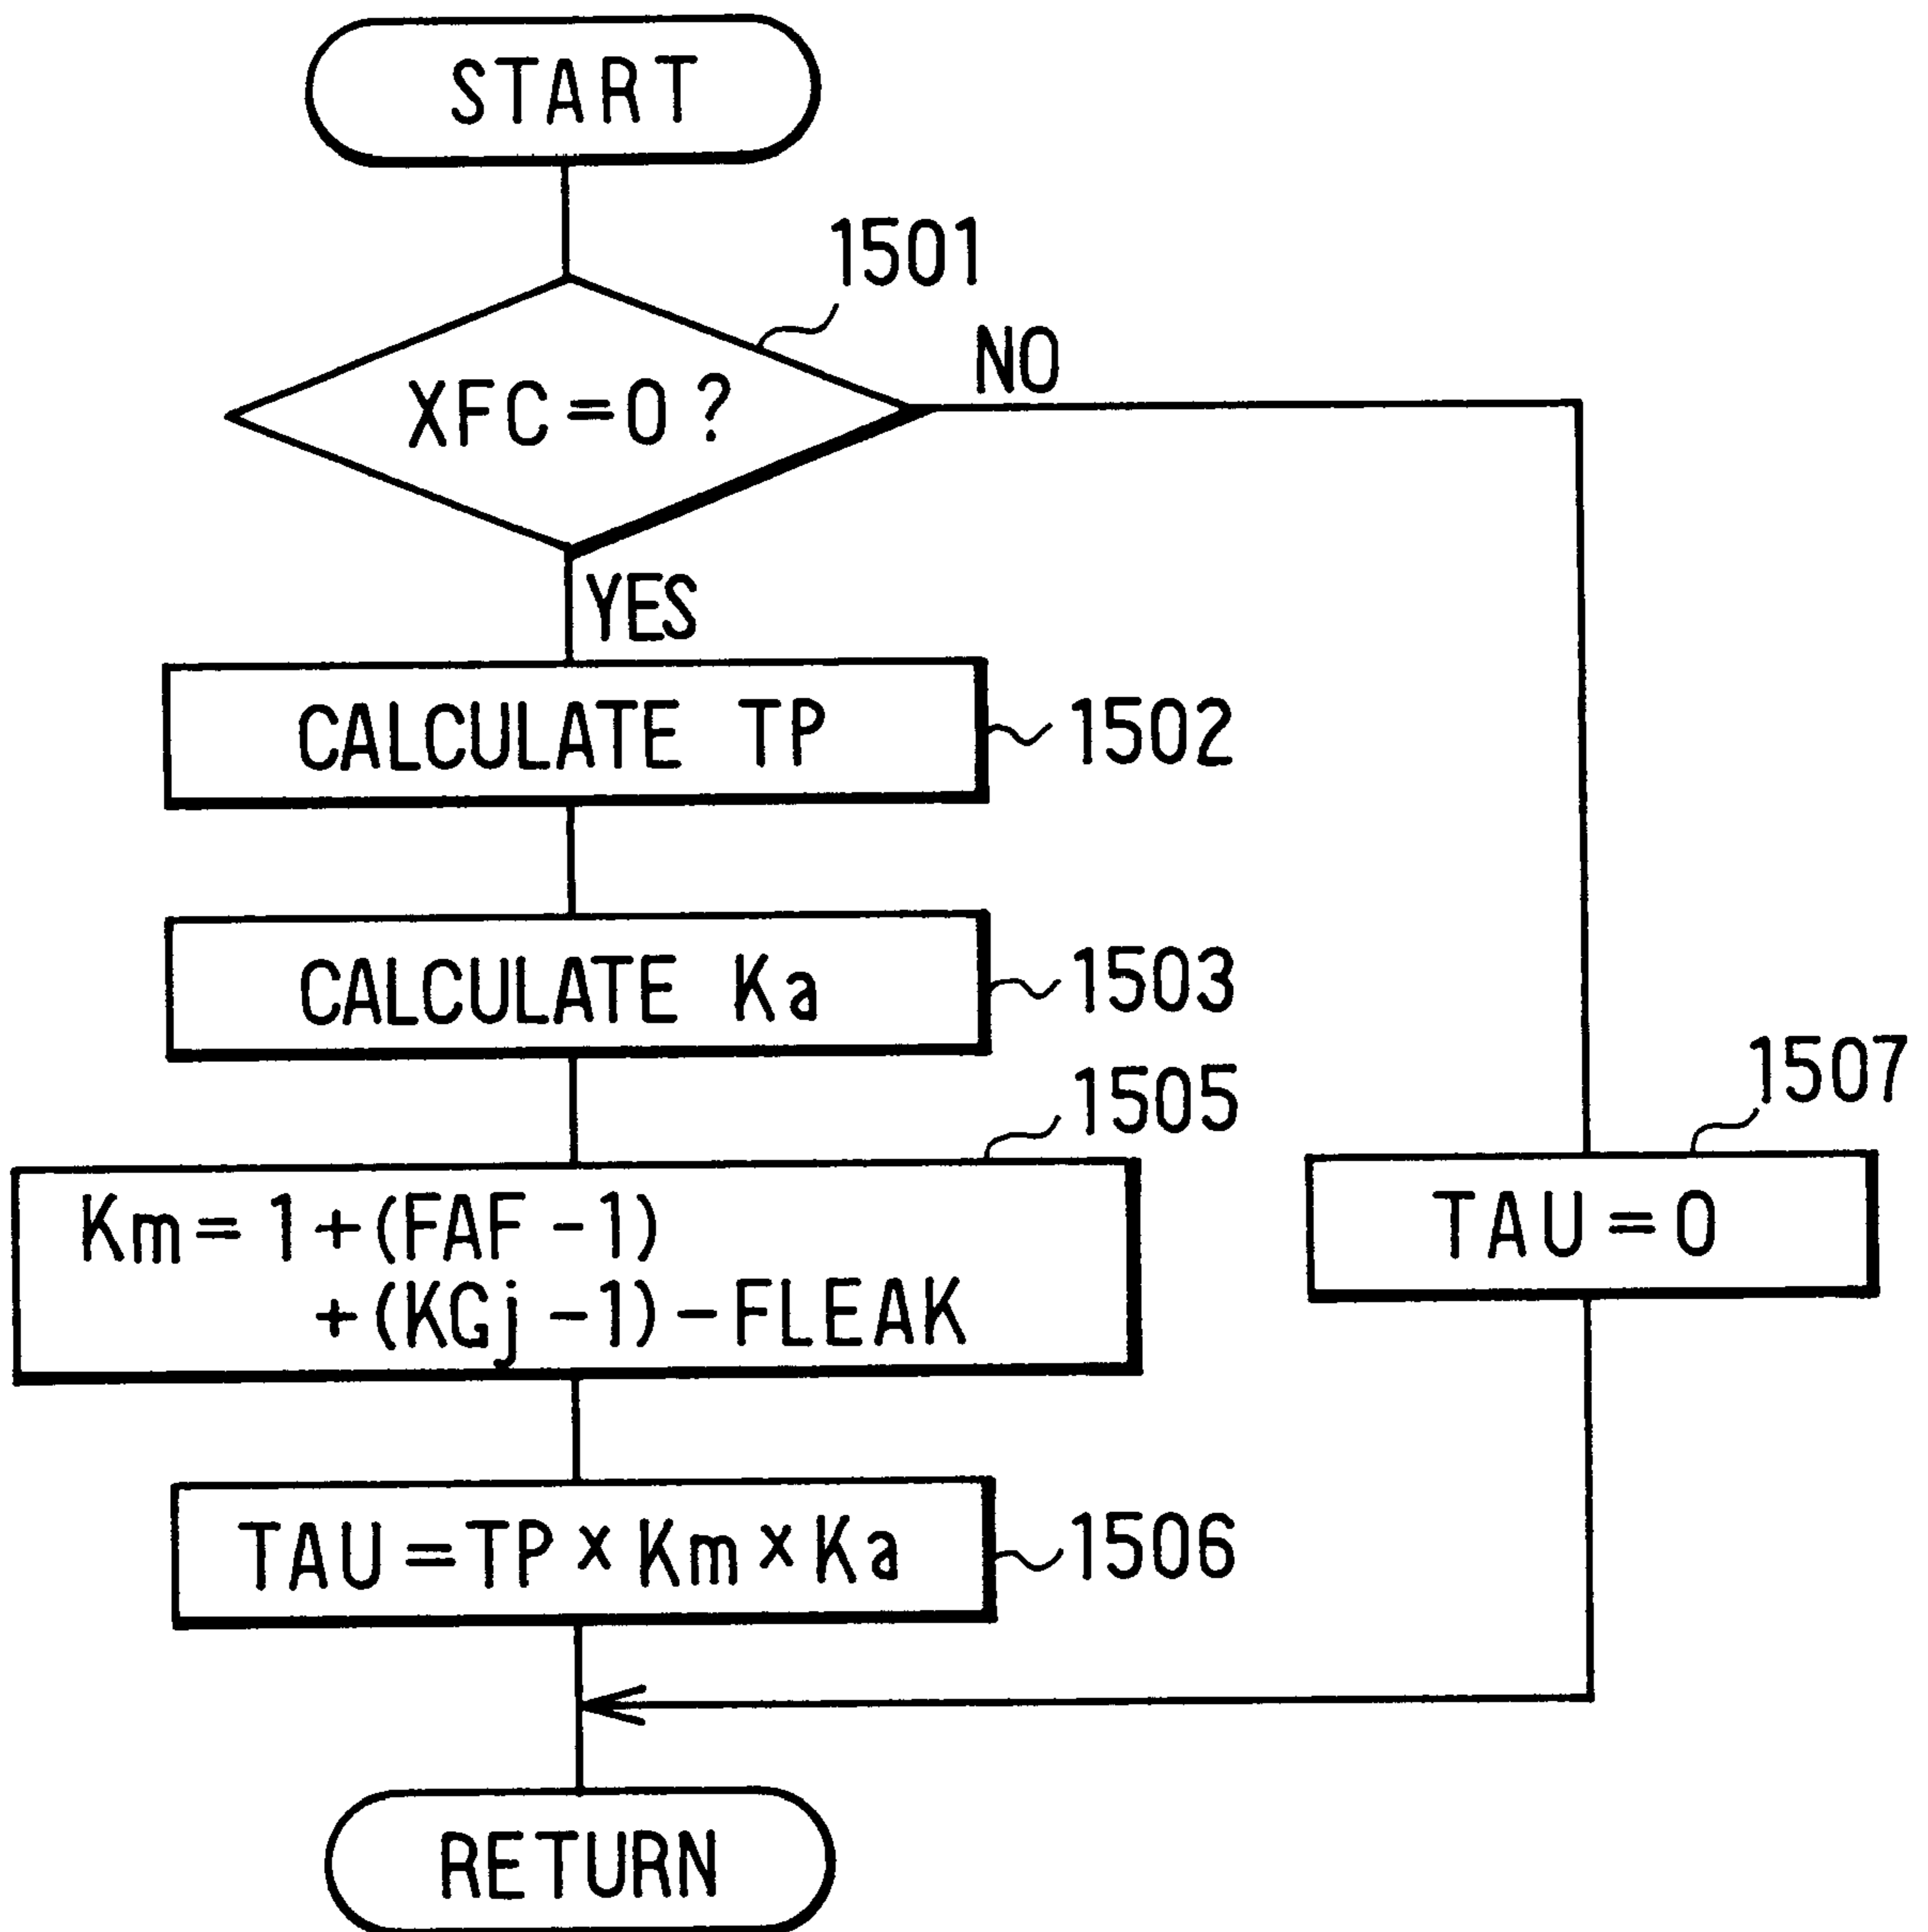 START
1501
XFC=0?
NO
YES
CALCULATE TP
1502
CALCULATE Ka
1503
1505
Km=1+(FAF-1)
+(KGj-1)-FLEAK
1507
TAU=0
TAU=TP×Km×Ka
1506
RETURN